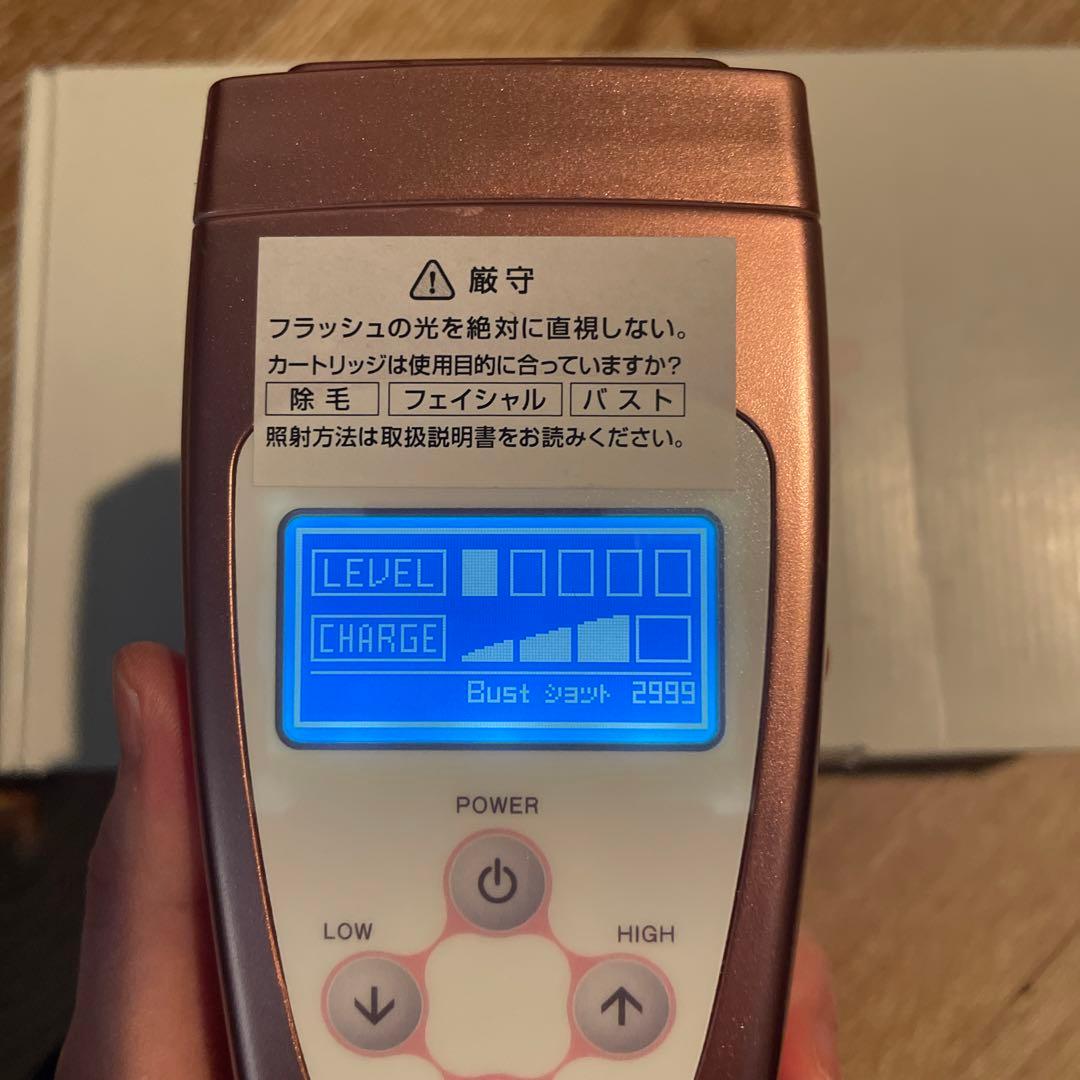 厳守
フラッシュの光を絶対に直視しない。
カートリッジは使用目的に合っていますか?
除毛 フェイシャル バスト
照射方法は取扱説明書をお読みください。
LEVEL
CHARGE
Bust ショット 2999
POWER
LOW
HIGH